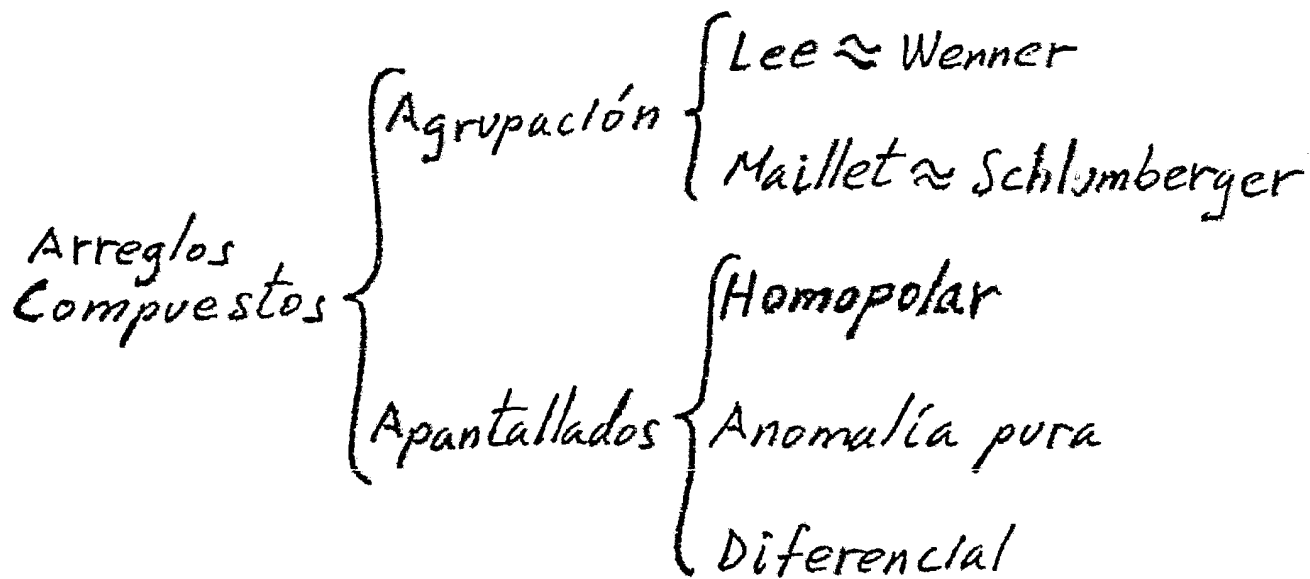 Arreglos
Compuestos
Agrupación
Lee ≈ Wenner
Maillet ≈ Schlumberger
Apantallados
Homopolar
Anomalía pura
Diferencial